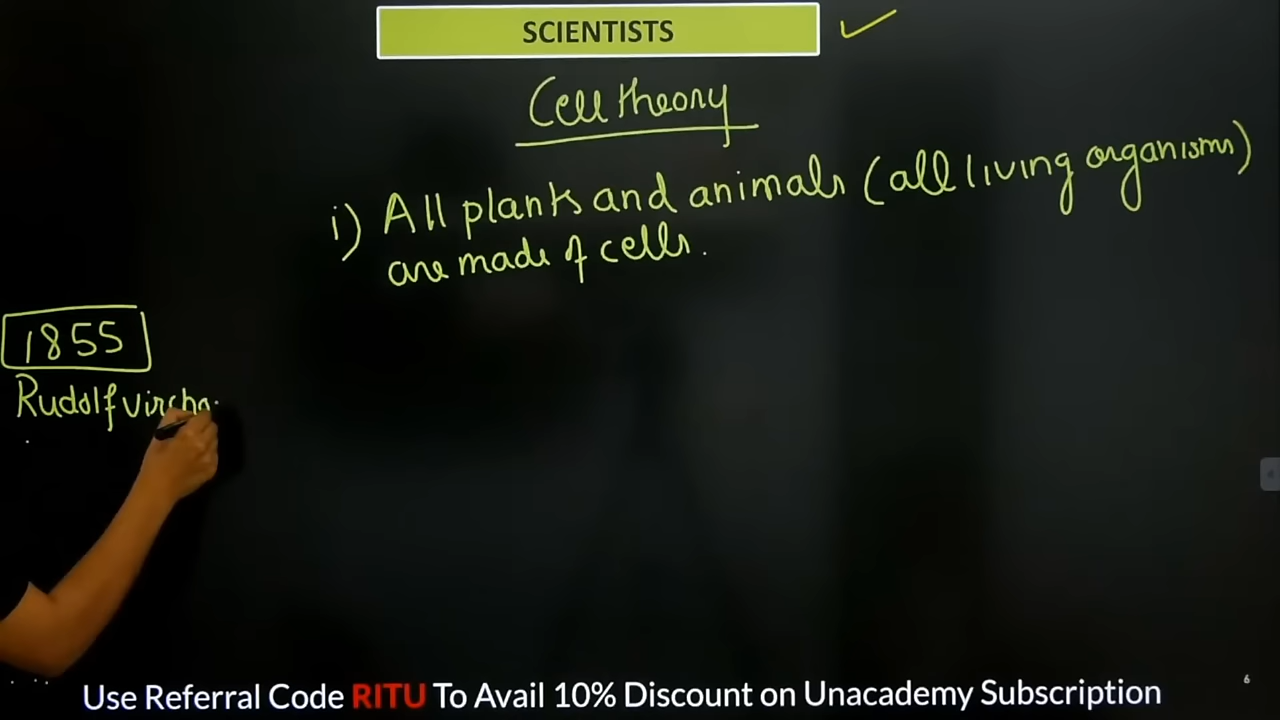 SCIENTISTS
Cell theory
i) All plants and animals (all living organisms)
are made of cells.
1855
Rudolf
Use Referral Code RITU To Avail 10% Discount on Unacademy Subscription
6